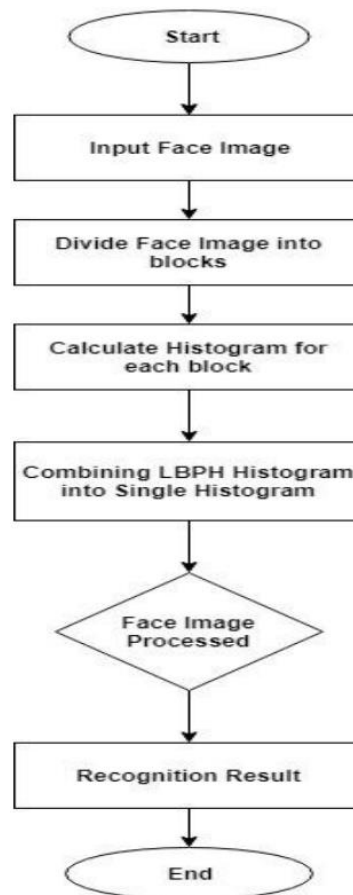 Start
Input Face Image
Divide Face Image into
blocks
Calculate Histogram for
each block
Combining LBPH Histogram
into Single Histogram
Face Image
Processed
Recognition Result
End